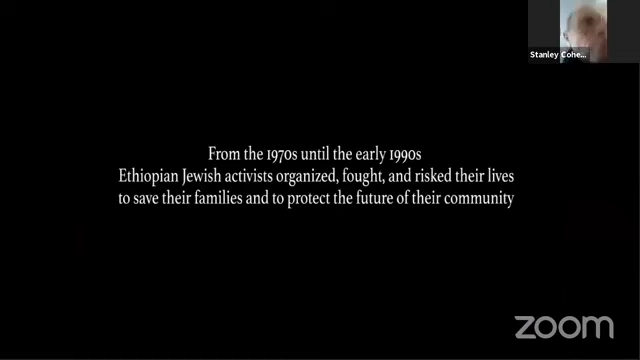 Stanley Cohe...
From the 1970s until the early 1990s
Ethiopian Jewish activists organized, fought, and risked their lives
to save their families and to protect the future of their community
zoom